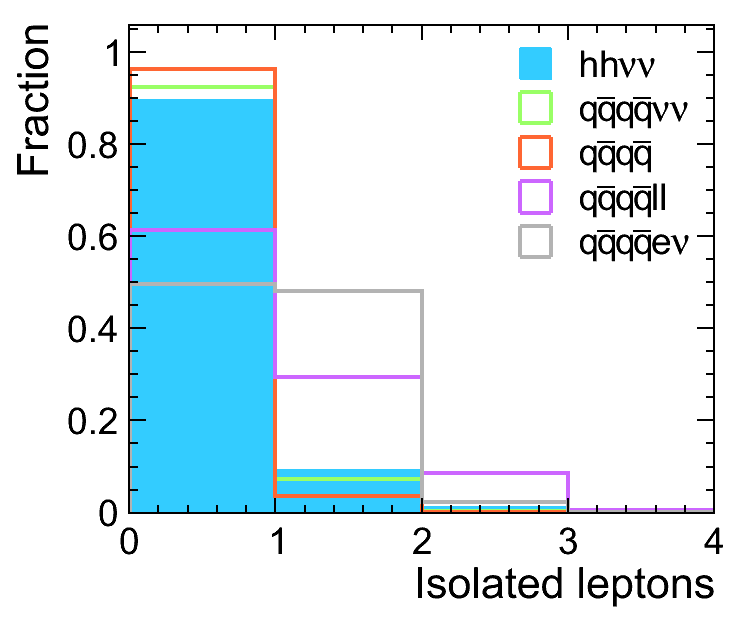 Fraction
1
0.8
0.6
0.4
0.2
0
0 1 2 3 4
Isolated leptons
hhνν
qq̅qq̅νν
qq̅qq̅
qq̅qq̅ll
qq̅qq̅eν